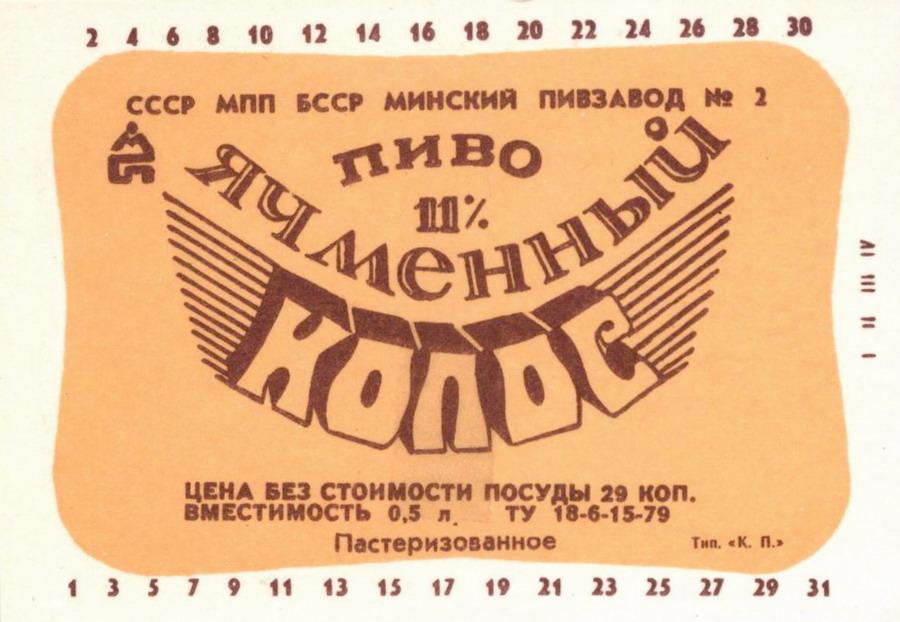 2 4 6 8 10 12 14 16 18 20 22 24 26 28 30
СССР МПП БССР МИНСКИЙ ПИВЗАВОД № 2
ПИВО
11%
ЯЧМЕННЫЙ
КОЛОС
ЦЕНА БЕЗ СТОИМОСТИ ПОСУДЫ 29 КОП.
ВМЕСТИМОСТЬ 0,5 л. ТУ 18-6-15-79
Пастеризованное
Тип. «К. П.»
1 3 5 7 9 11 13 15 17 19 21 23 25 27 29 31
I II III IV